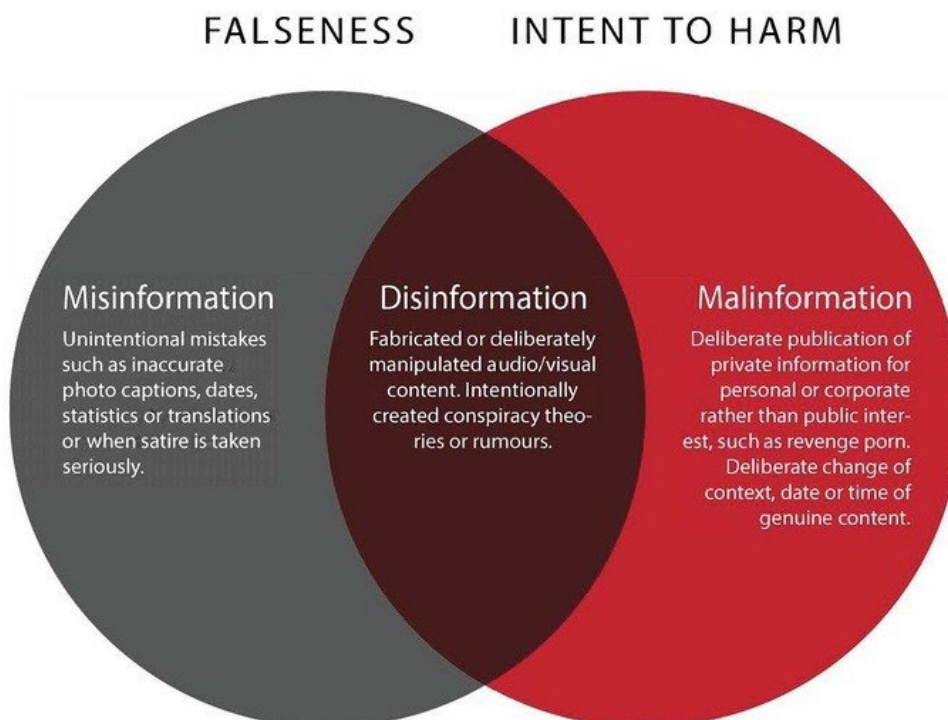 FALSENESS
INTENT TO HARM
Misinformation
Unintentional mistakes
such as inaccurate
photo captions, dates,
statistics or translations
or when satire is taken
seriously.
Disinformation
Fabricated or deliberately
manipulated audio/visual
content. Intentionally
created conspiracy theo-
ries or rumours.
Malinformation
Deliberate publication of
private information for
personal or corporate
rather than public inter-
est, such as revenge porn.
Deliberate change of
context, date or time of
genuine content.